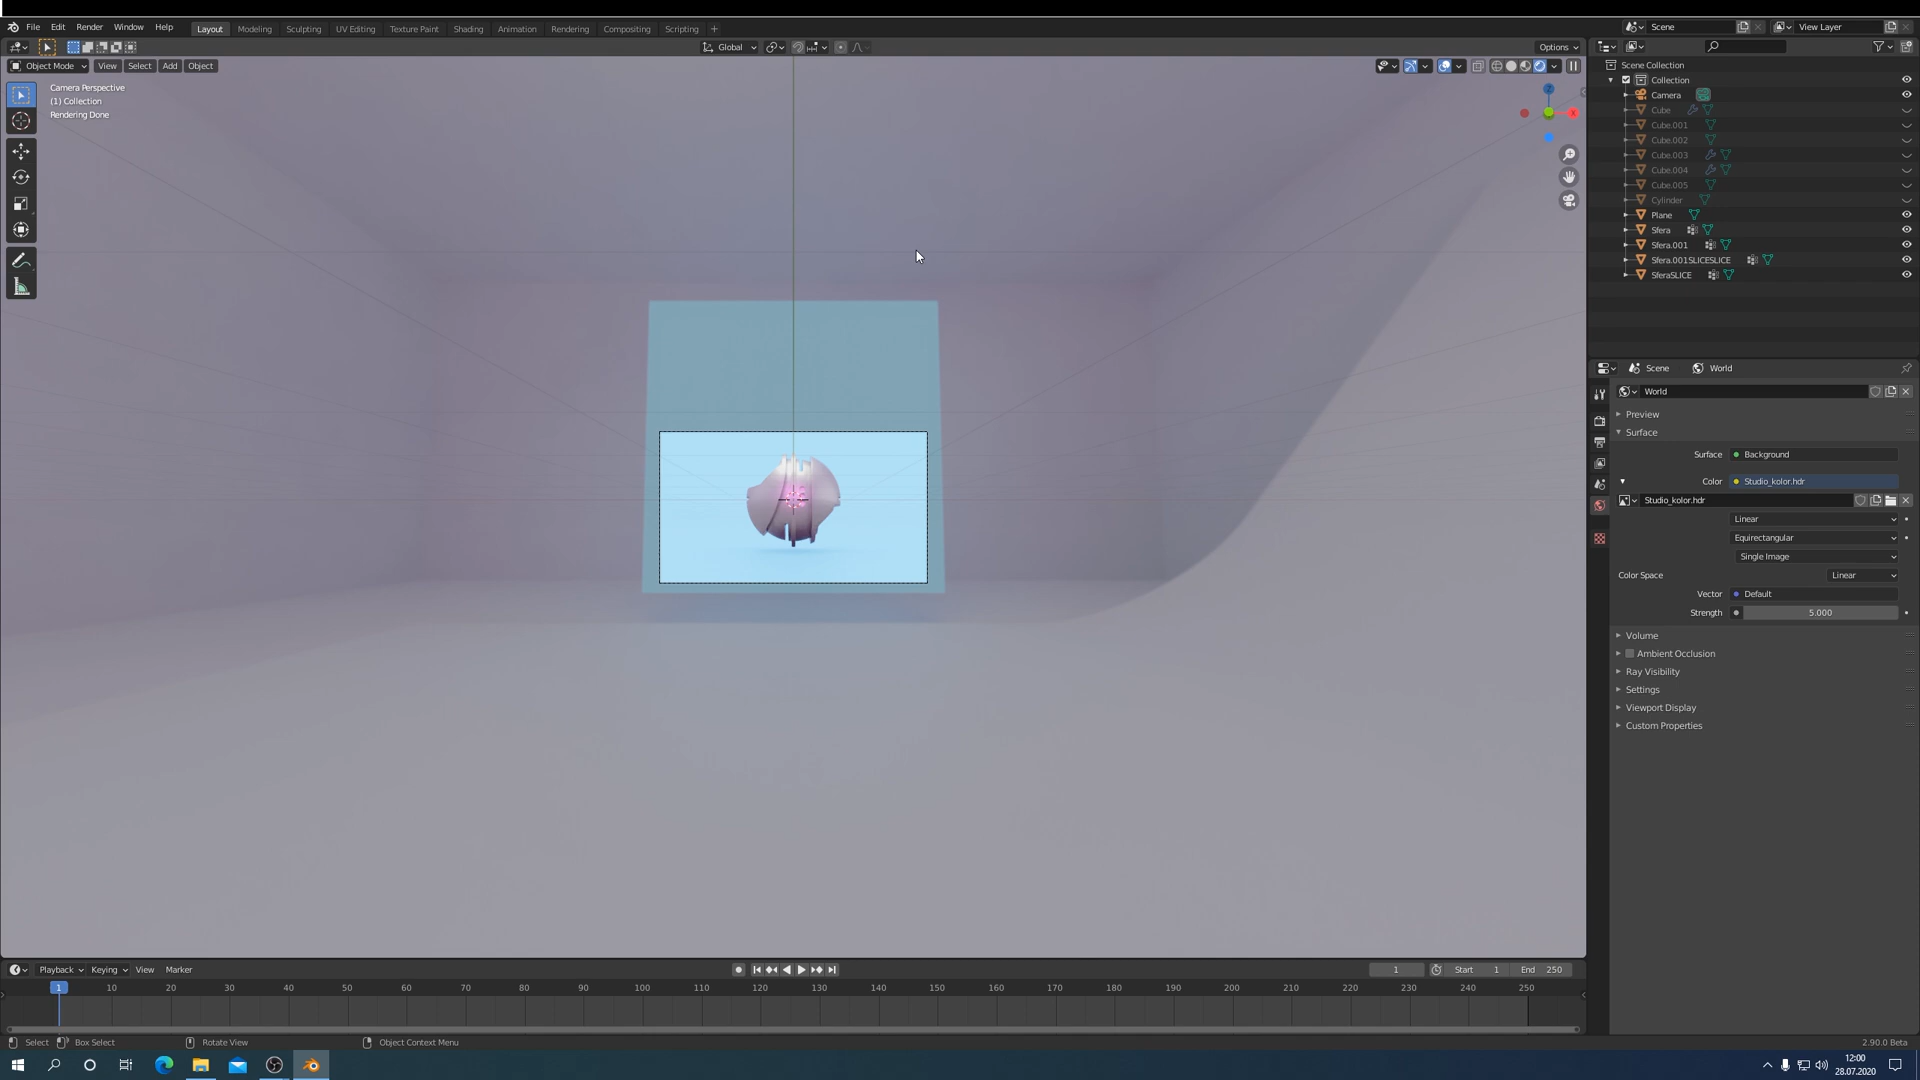 File Edit Render Window Help Layout Modeling Sculpting UV Editing Texture Paint Shading Animation Rendering Compositing Scripting + Scene View Layer
Global Options
Object Mode View Select Add Object
Camera Perspective
(1) Collection
Rendering Done
Z
X
Scene Collection
Collection
Camera
Cube
Cube.001
Cube.002
Cube.003
Cube.004
Cube.005
Cylinder
Plane
Sfera
Sfera.001
Sfera.001SLICESLICE
SferaSLICE
Scene World
World
Preview
Surface
Surface Background
Color Studio_kolor.hdr
Studio_kolor.hdr
Linear
Equirectangular
Single Image
Color Space Linear
Vector Default
Strength 5.000
Volume
Ambient Occlusion
Ray Visibility
Settings
Viewport Display
Custom Properties
Playback Keying View Marker 1 Start 1 End 250
1 10 20 30 40 50 60 70 80 90 100 110 120 130 140 150 160 170 180 190 200 210 220 230 240 250
Select Box Select Rotate View Object Context Menu 2.90.0 Beta
12:00
28.07.2020